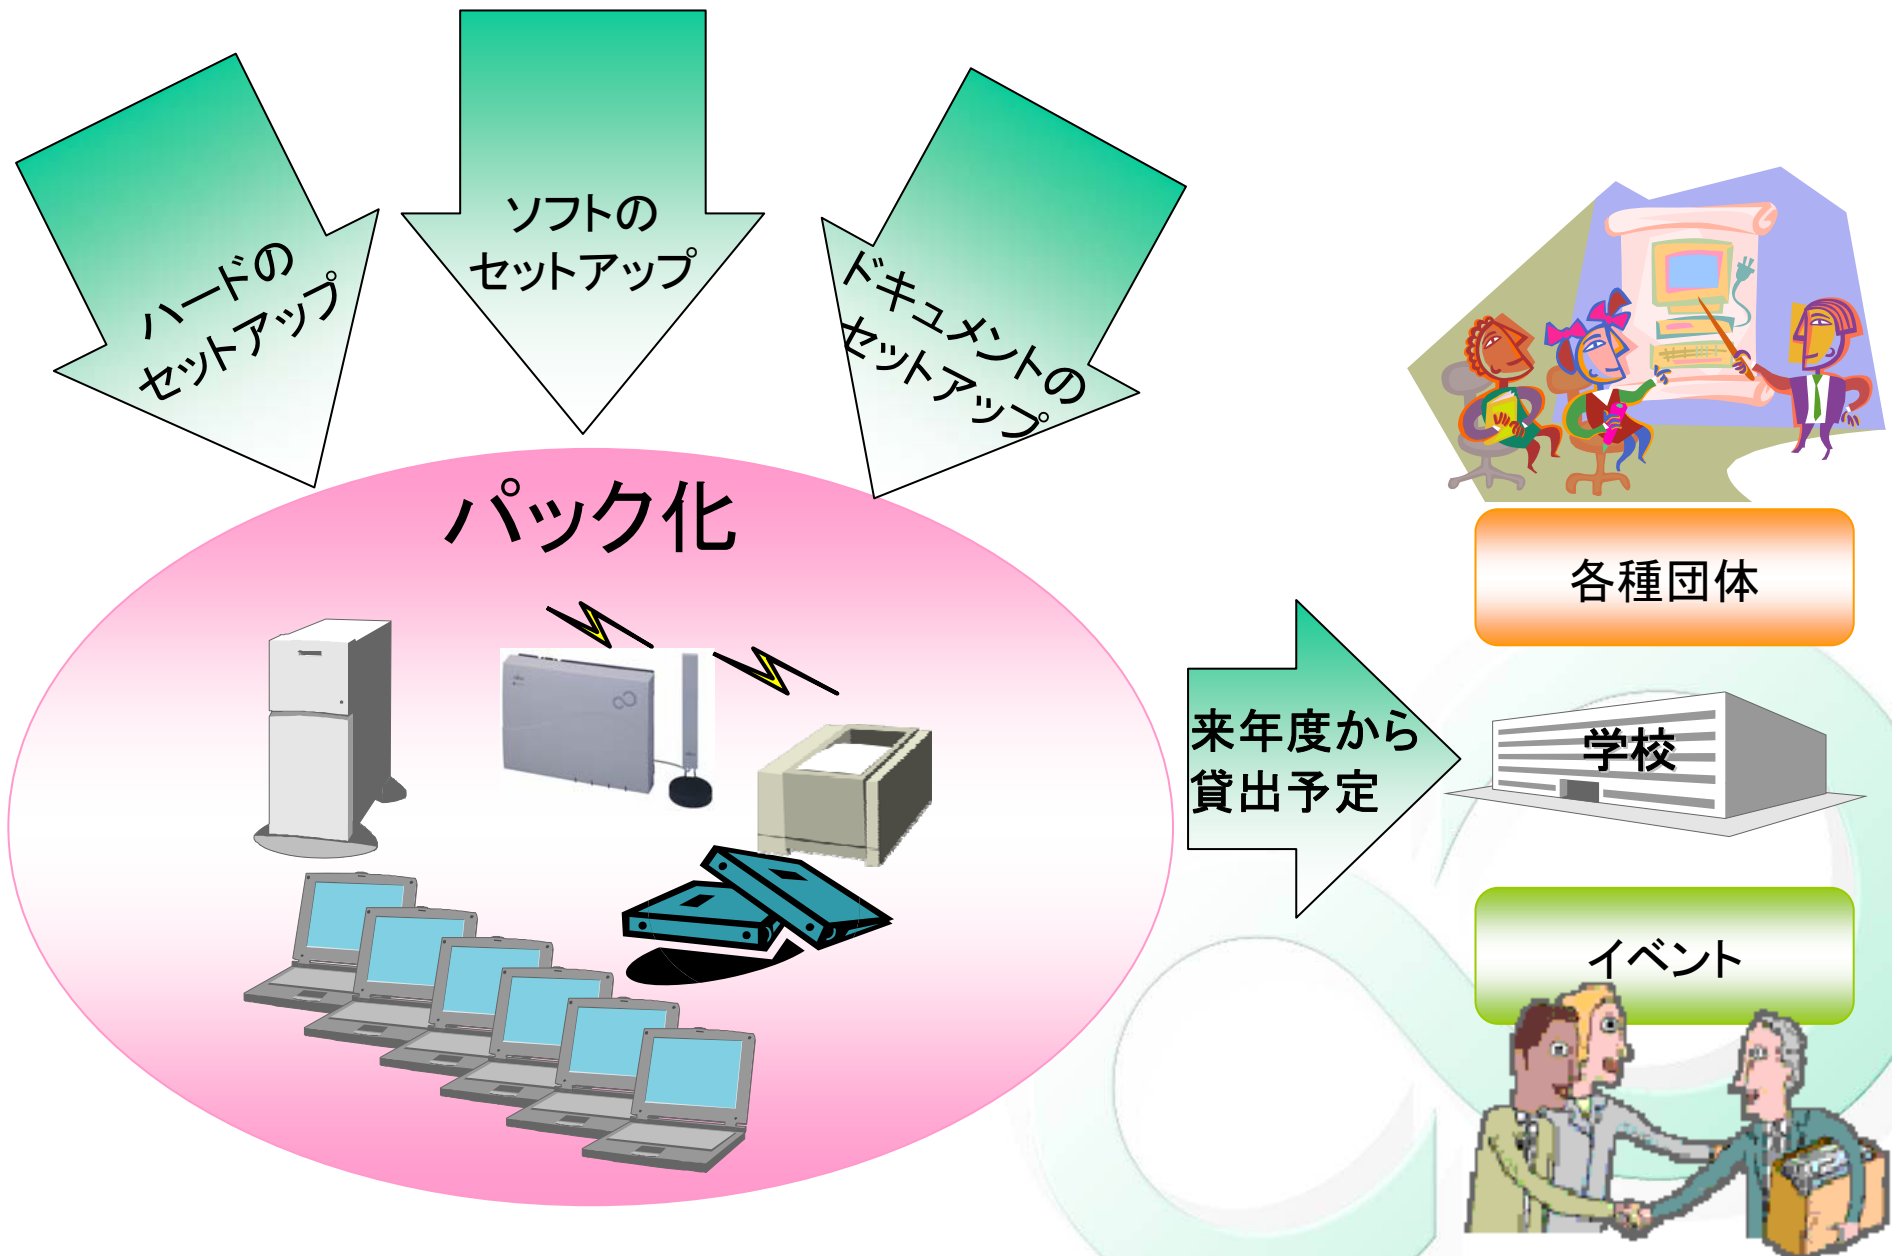 ハードの
セットアップ
ソフトの
セットアップ
ドキュメントの
セットアップ
パック化
来年度から
貸出予定
各種団体
学校
イベント